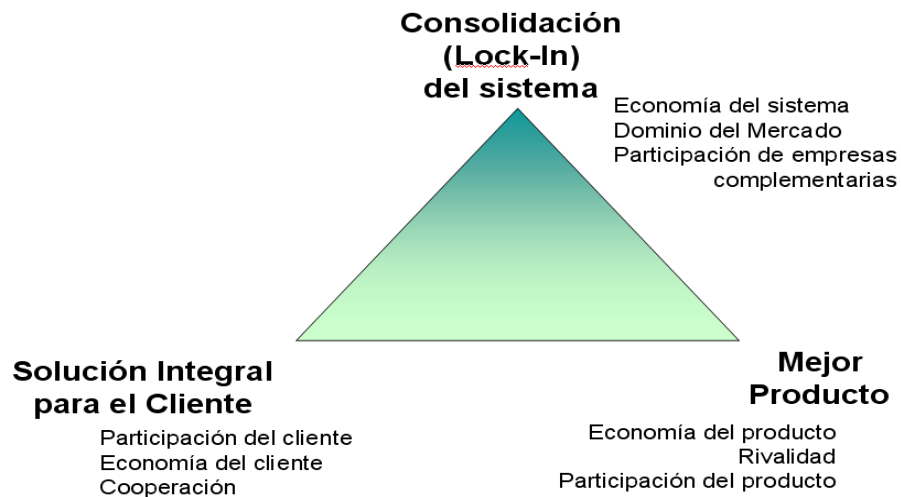 Consolidación
(Lock-In)
del sistema
Economía del sistema
Dominio del Mercado
Participación de empresas
complementarias
Solución Integral
para el Cliente
Participación del cliente
Economía del cliente
Cooperación
Mejor
Producto
Economía del producto
Rivalidad
Participación del producto